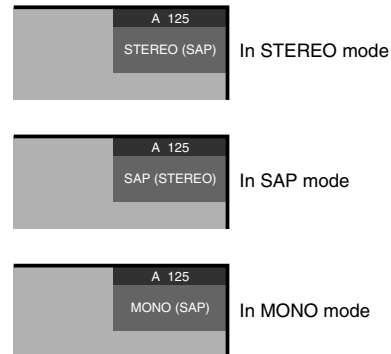 A 125
STEREO (SAP)
In STEREO mode
A 125
SAP (STEREO)
In SAP mode
A 125
MONO (SAP)
In MONO mode